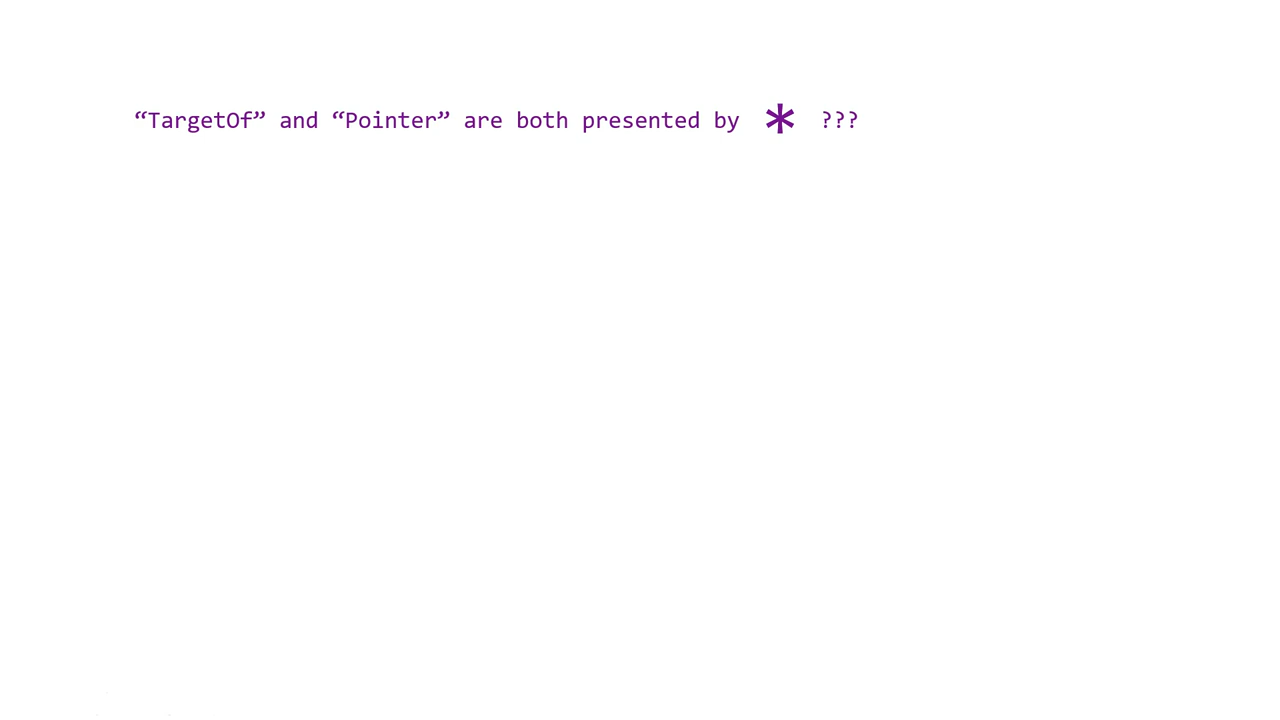 “TargetOf” and “Pointer” are both presented by * ???